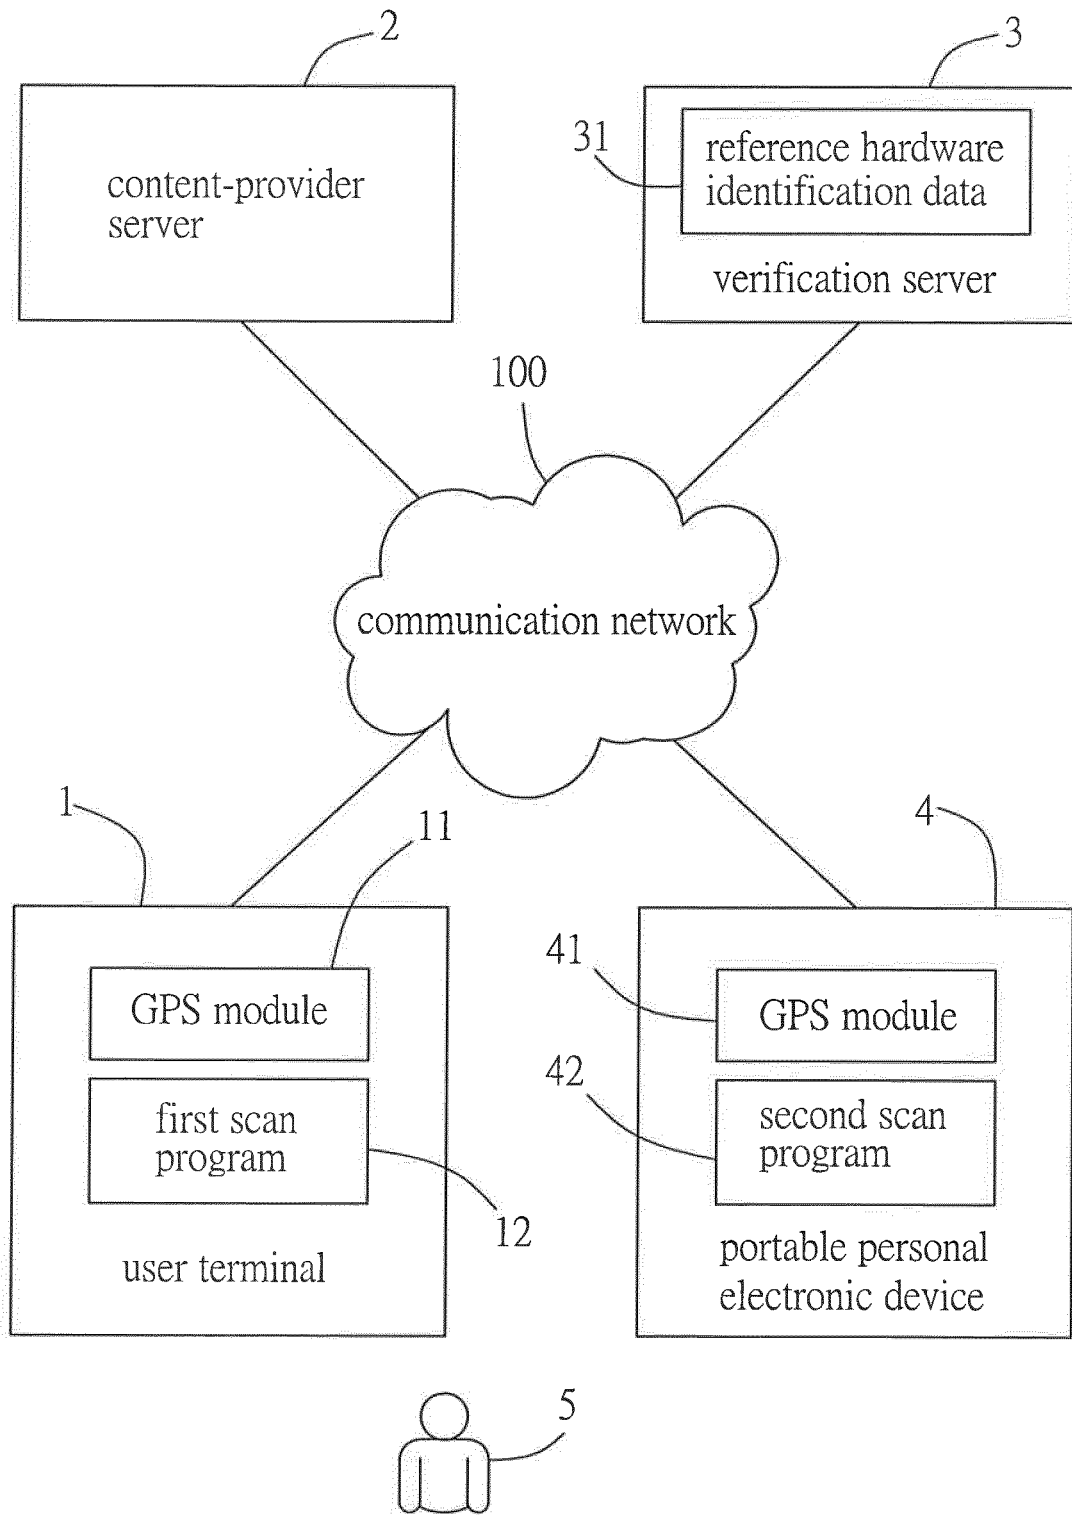 2
3
content-provider
server
31
reference hardware
identification data
verification server
100
communication network
1
11
4
GPS module
41
GPS module
first scan
program
42
second scan
program
12
user terminal
portable personal
electronic device
5